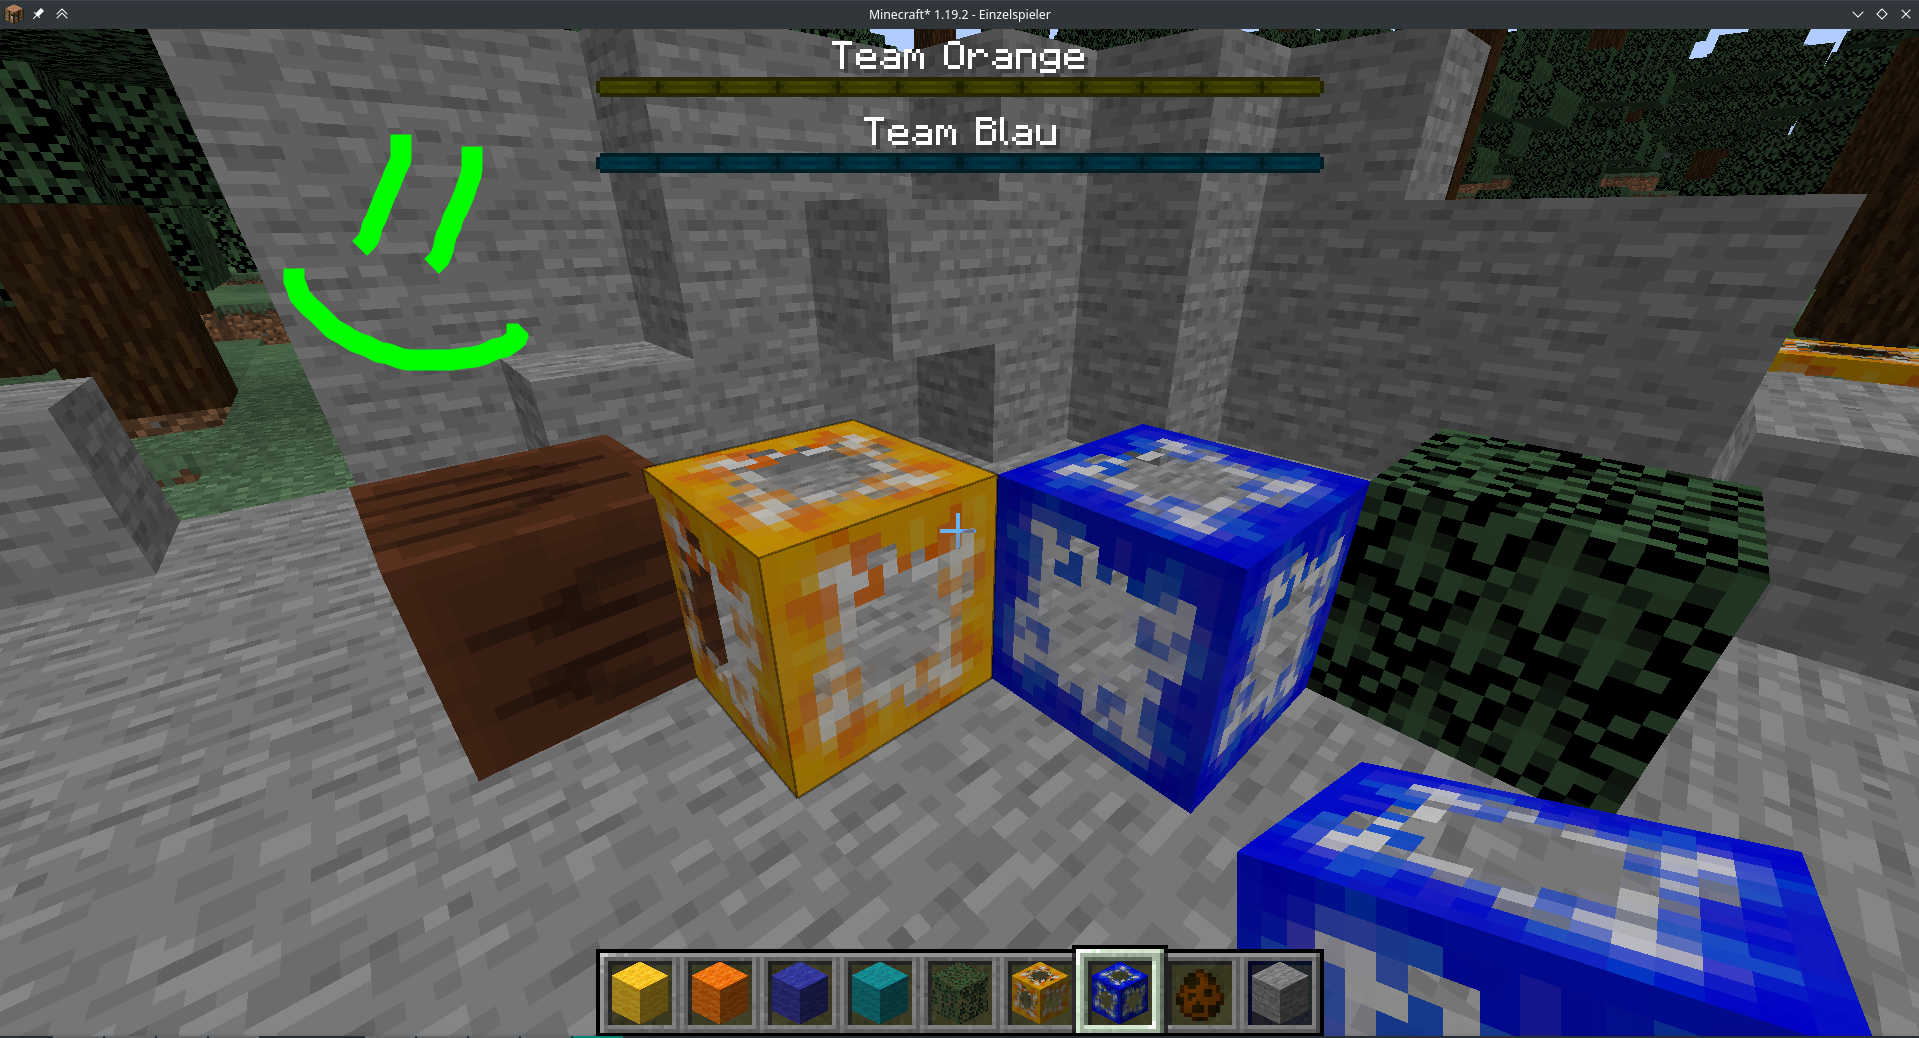 Minecraft* 1.19.2 - Einzelspieler
Team Orange
Team Blau